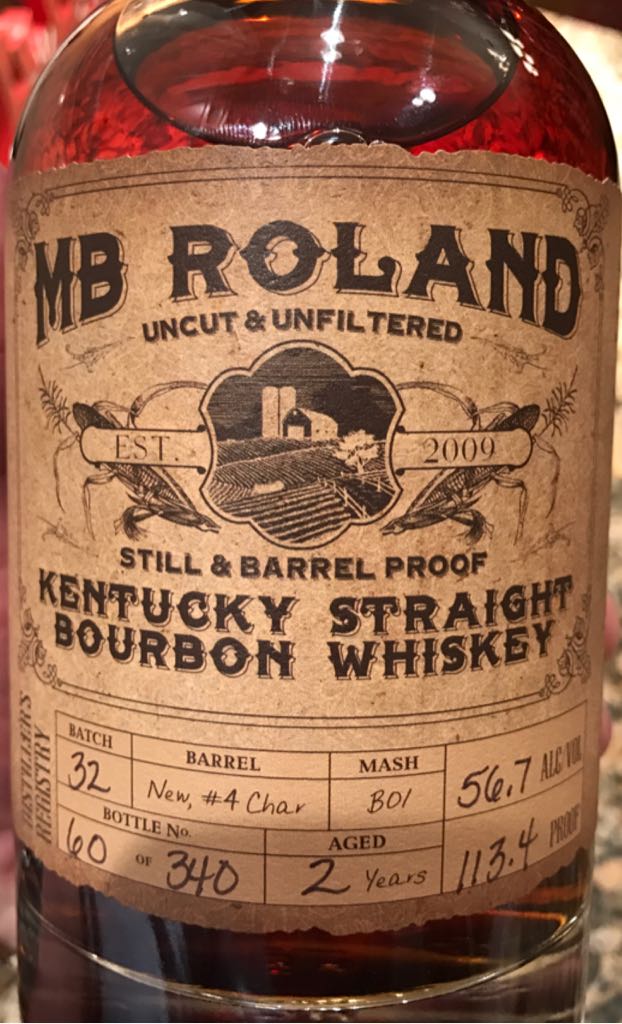 MB ROLAND
UNCUT & UNFILTERED
EST. 2009
STILL & BARREL PROOF
KENTUCKY STRAIGHT
BOURBON WHISKEY
DISTILLERS
REGISTRY
BATCH
32
BARREL
New, #4 Char
MASH
B01
56.7 ALC/VOL
BOTTLE No.
60 OF 340
AGED
2 Years
113.4 PROOF